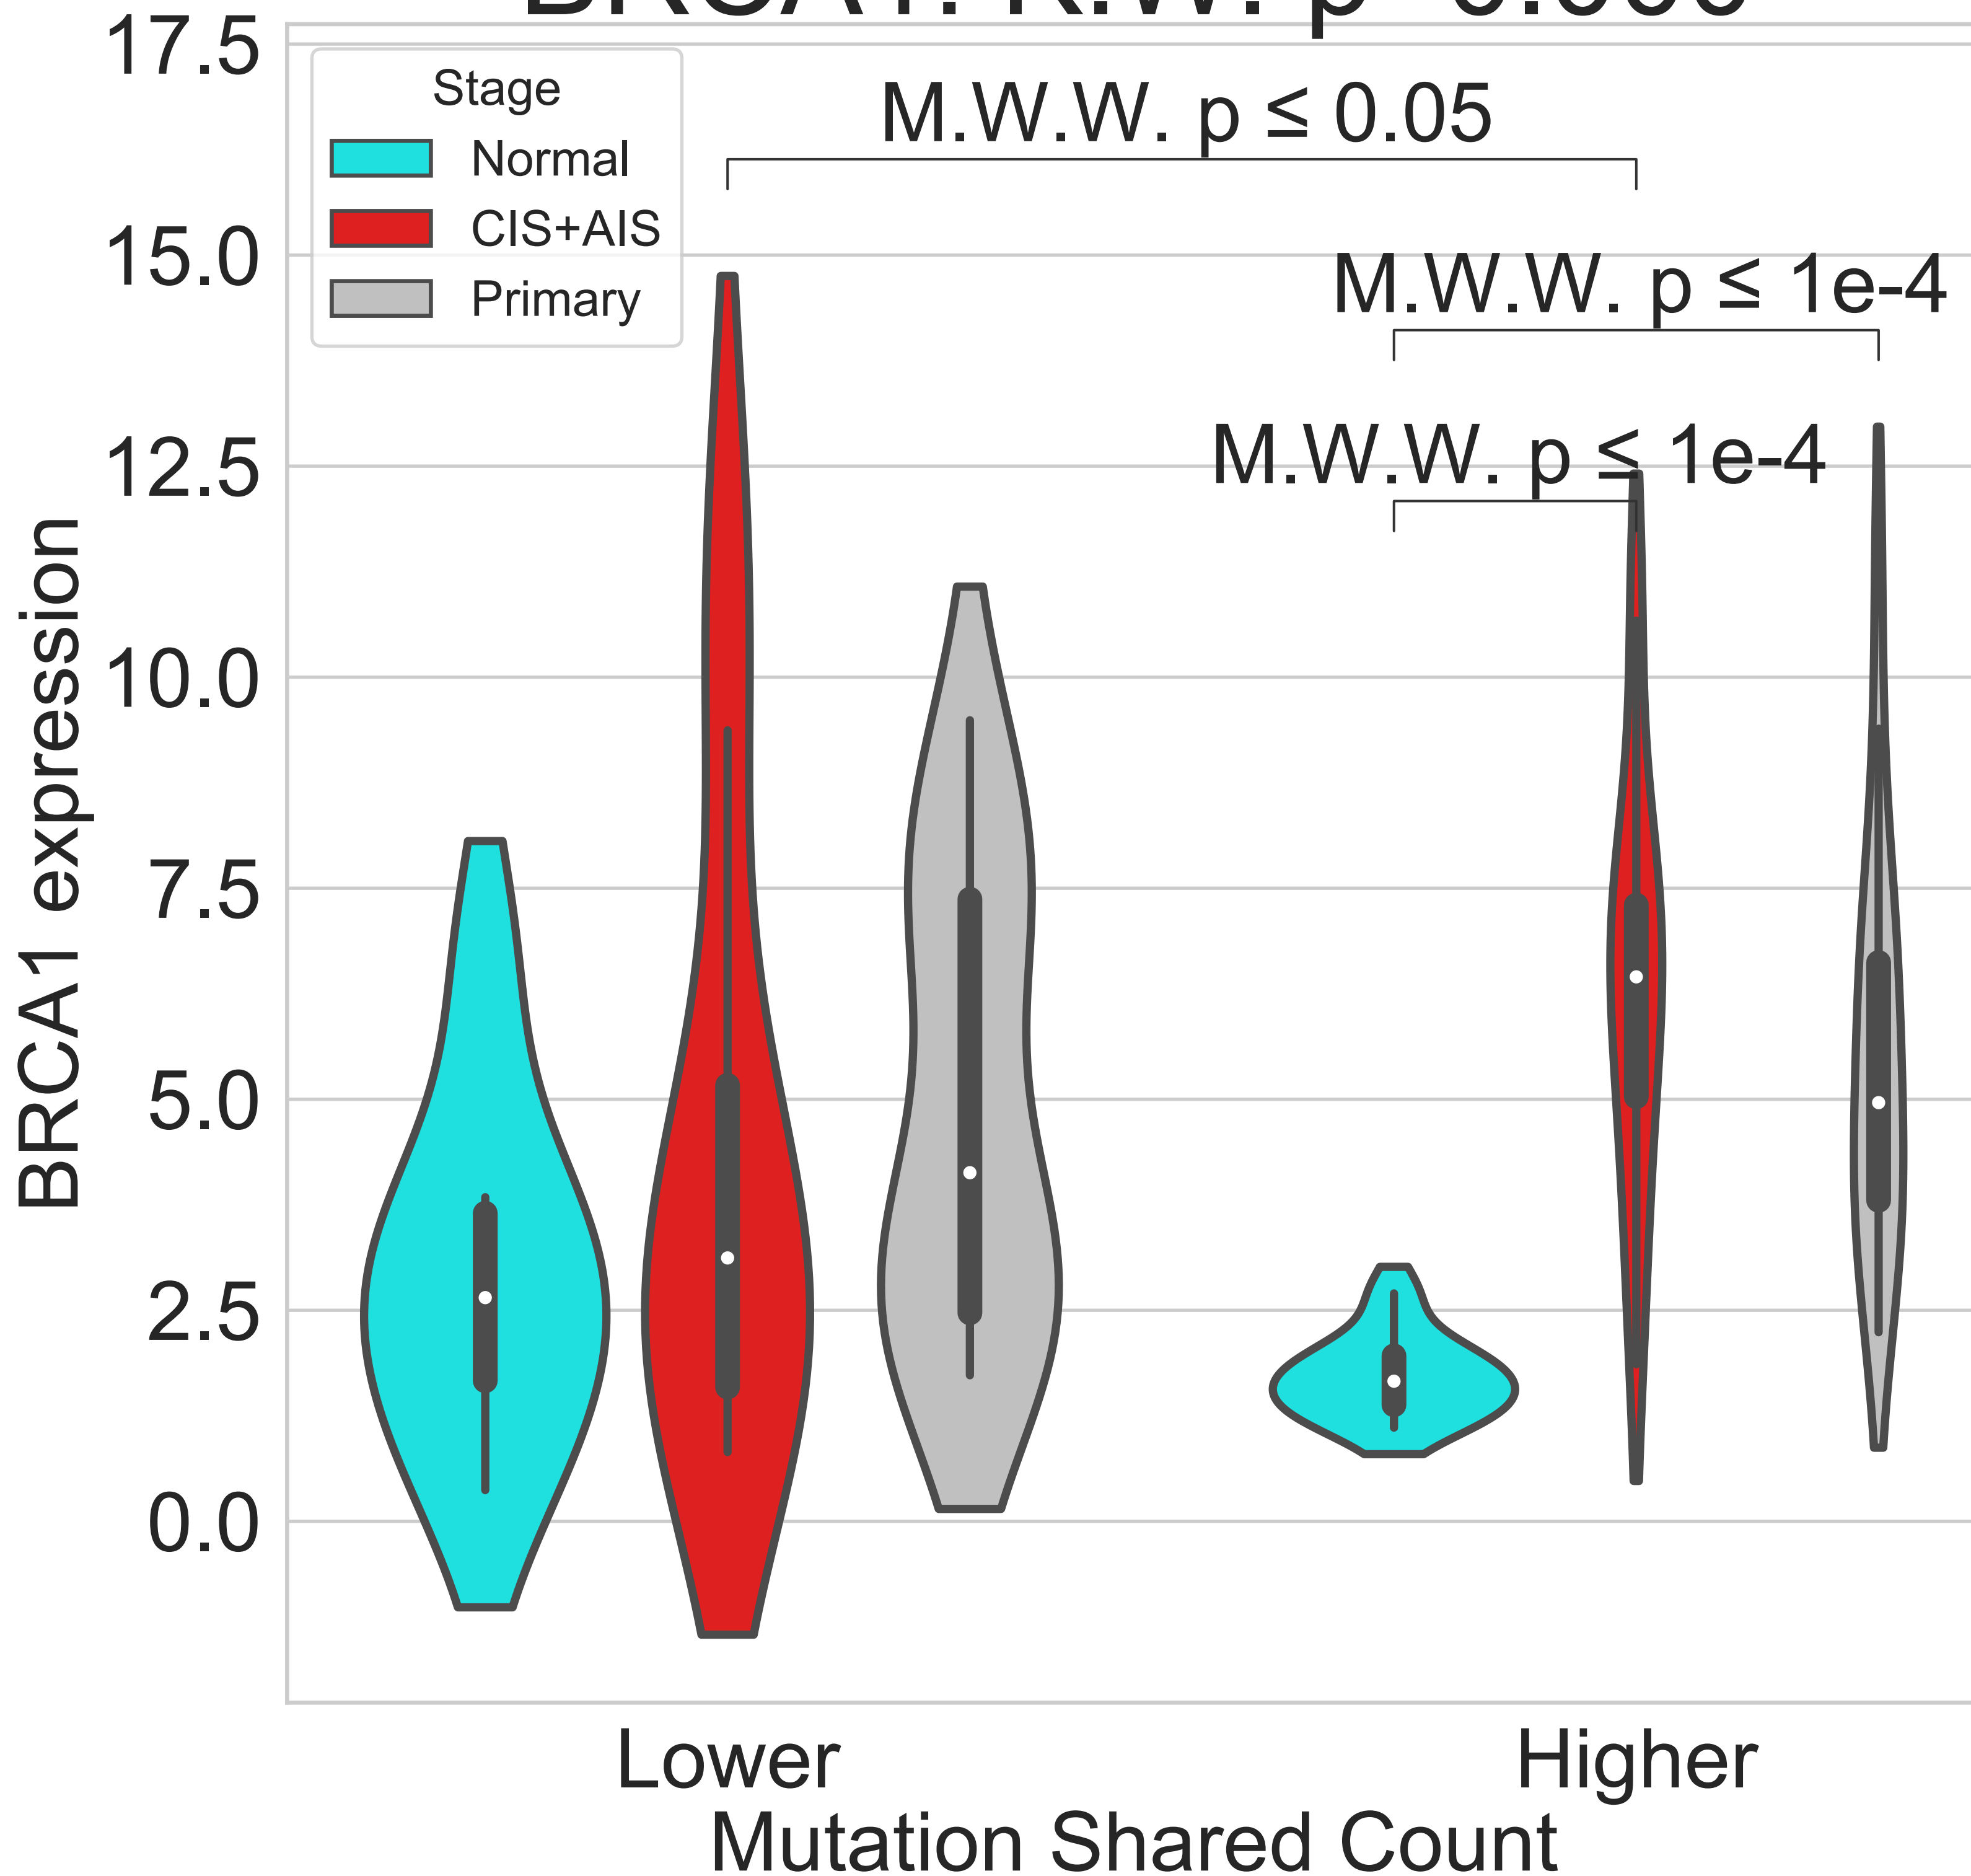 17.5
15.0
12.5
10.0
7.5
5.0
2.5
0.0
BRCA1 expression
Stage
Normal
CIS+AIS
Primary
M.W.W. p ≤ 0.05
M.W.W. p ≤ 1e-4
M.W.W. p ≤ 1e-4
Lower
Higher
Mutation Shared Count